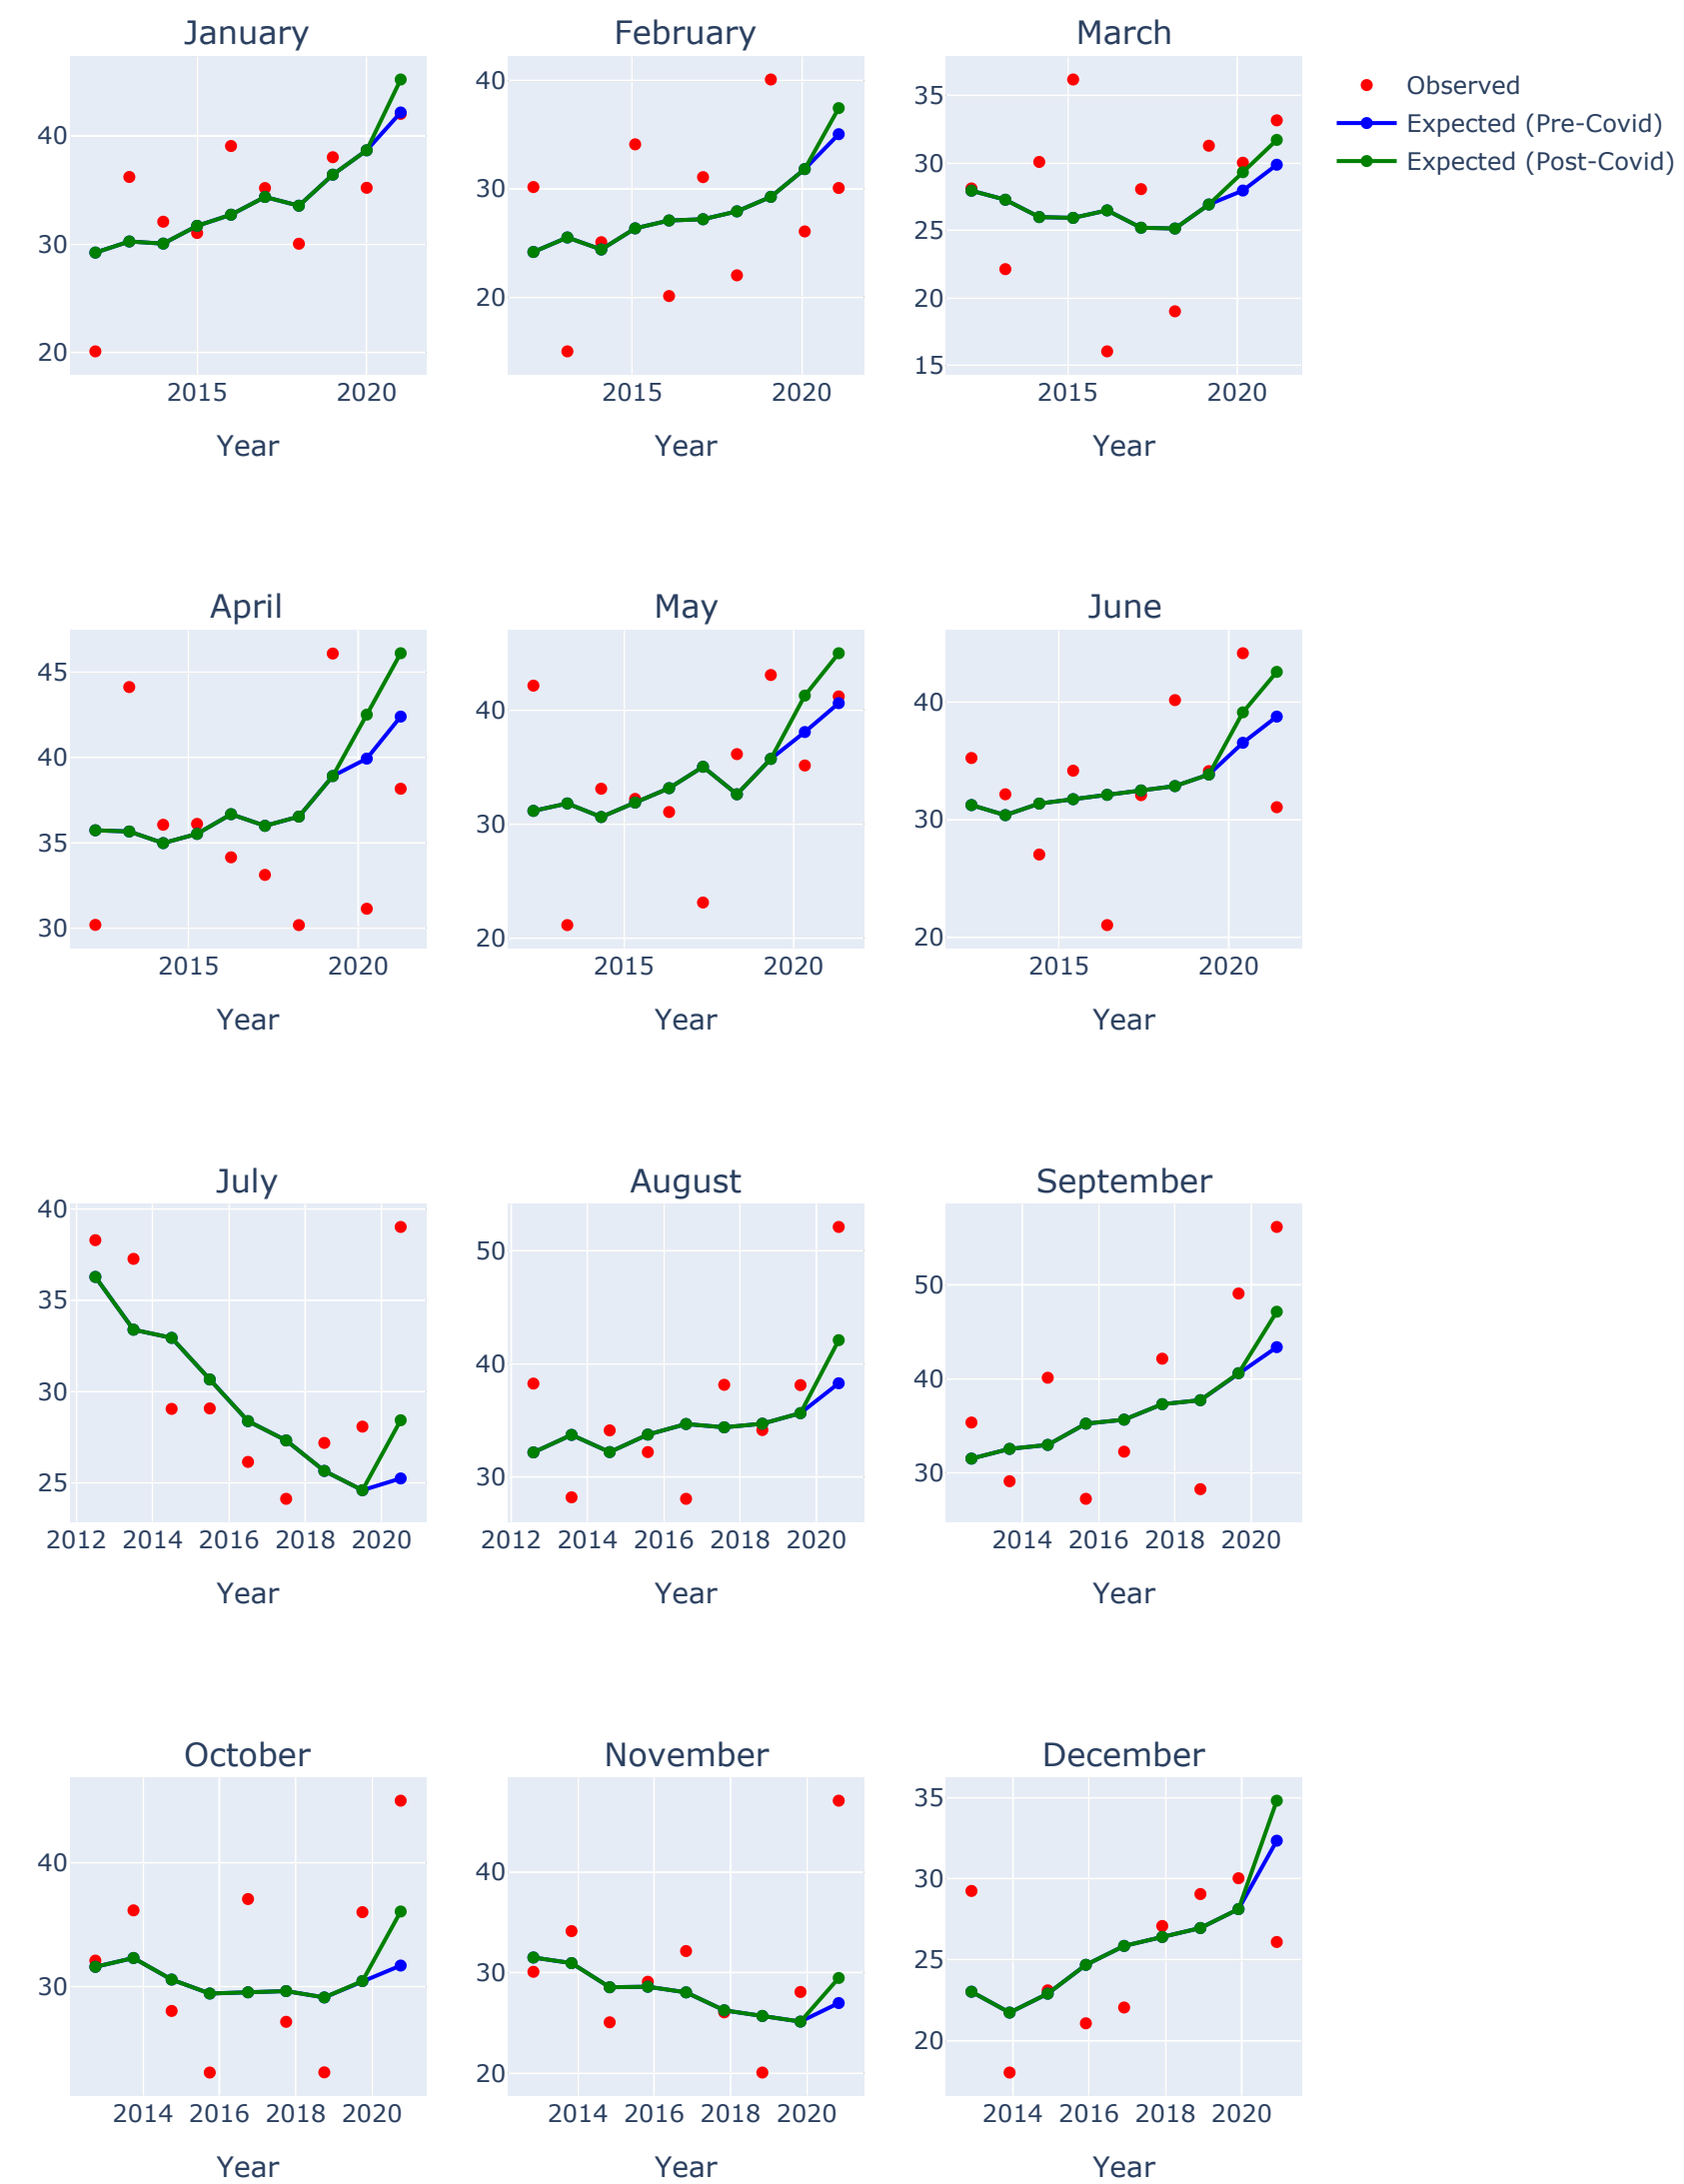 January
February
March
Observed
Expected (Pre-Covid)
Expected (Post-Covid)
40
30
20
2015
2020
Year
40
30
20
2015
2020
Year
35
30
25
20
15
2015
2020
Year
April
May
June
45
40
35
30
2015
2020
Year
40
30
20
2015
2020
Year
40
30
20
2015
2020
Year
July
August
September
40
35
30
25
2012 2014 2016 2018 2020
Year
50
40
30
2012 2014 2016 2018 2020
Year
50
40
30
2014 2016 2018 2020
Year
October
November
December
40
30
2014 2016 2018 2020
Year
40
30
20
2014 2016 2018 2020
Year
35
30
25
20
2014 2016 2018 2020
Year